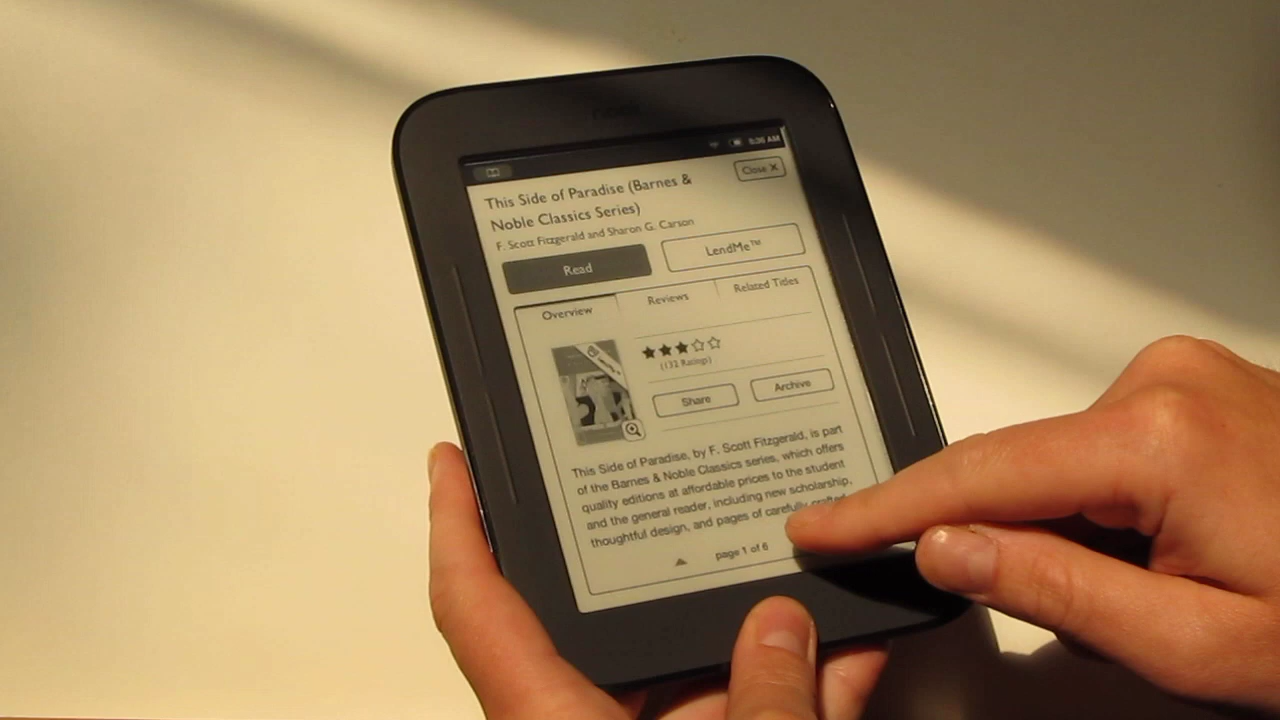 9:36 AM
This Side of Paradise (Barnes &
Noble Classics Series)
Close X
F. Scott Fitzgerald and Sharon G. Carson
Read
LendMe™
Overview
Reviews
Related Titles
(132 Ratings)
Share
Archive
This Side of Paradise, by F. Scott Fitzgerald, is part
of the Barnes & Noble Classics series, which offers
quality editions at affordable prices to the student
and the general reader, including new scholarship,
thoughtful design, and pages of carefully crafted
page 1 of 6